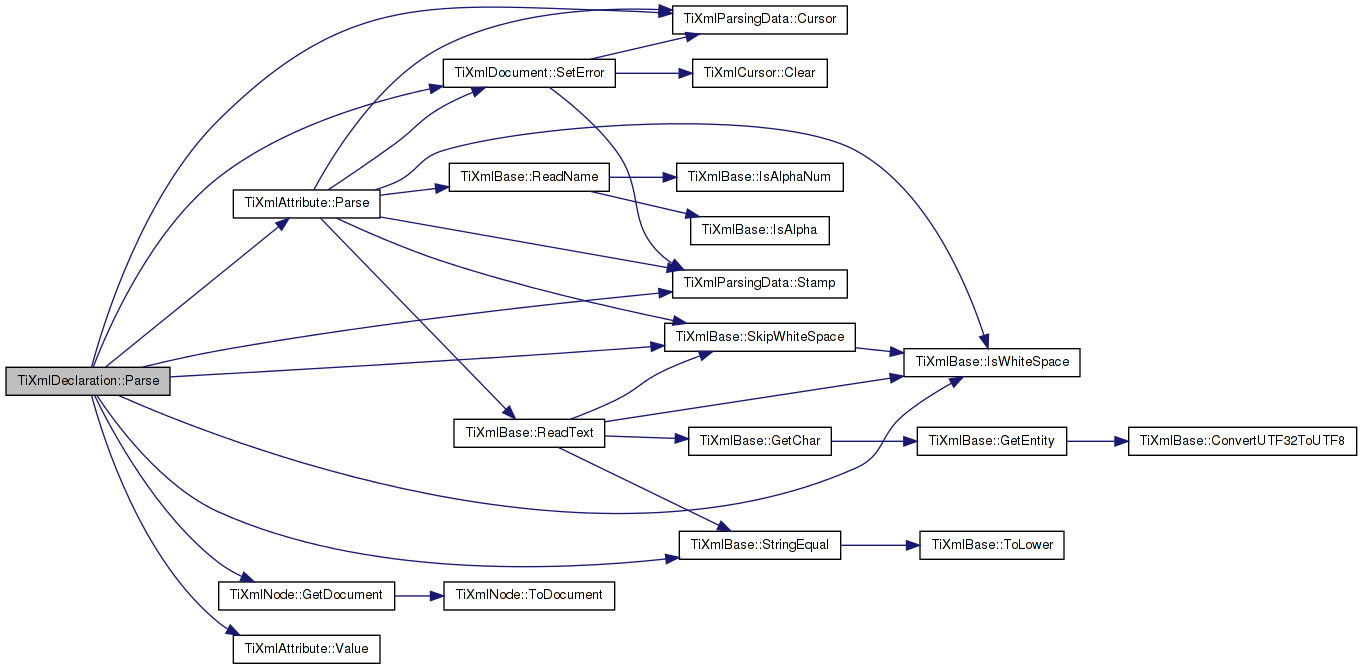 TiXmlParsingData::Cursor
TiXmlDocument::SetError
TiXmlCursor::Clear
TiXmlBase::ReadName
TiXmlBase::IsAlphaNum
TiXmlAttribute::Parse
TiXmlBase::IsAlpha
TiXmlParsingData::Stamp
TiXmlBase::SkipWhiteSpace
TiXmlBase::IsWhiteSpace
TiXmlDeclaration::Parse
TiXmlBase::ReadText
TiXmlBase::GetChar
TiXmlBase::GetEntity
TiXmlBase::ConvertUTF32ToUTF8
TiXmlBase::StringEqual
TiXmlBase::ToLower
TiXmlNode::GetDocument
TiXmlNode::ToDocument
TiXmlAttribute::Value